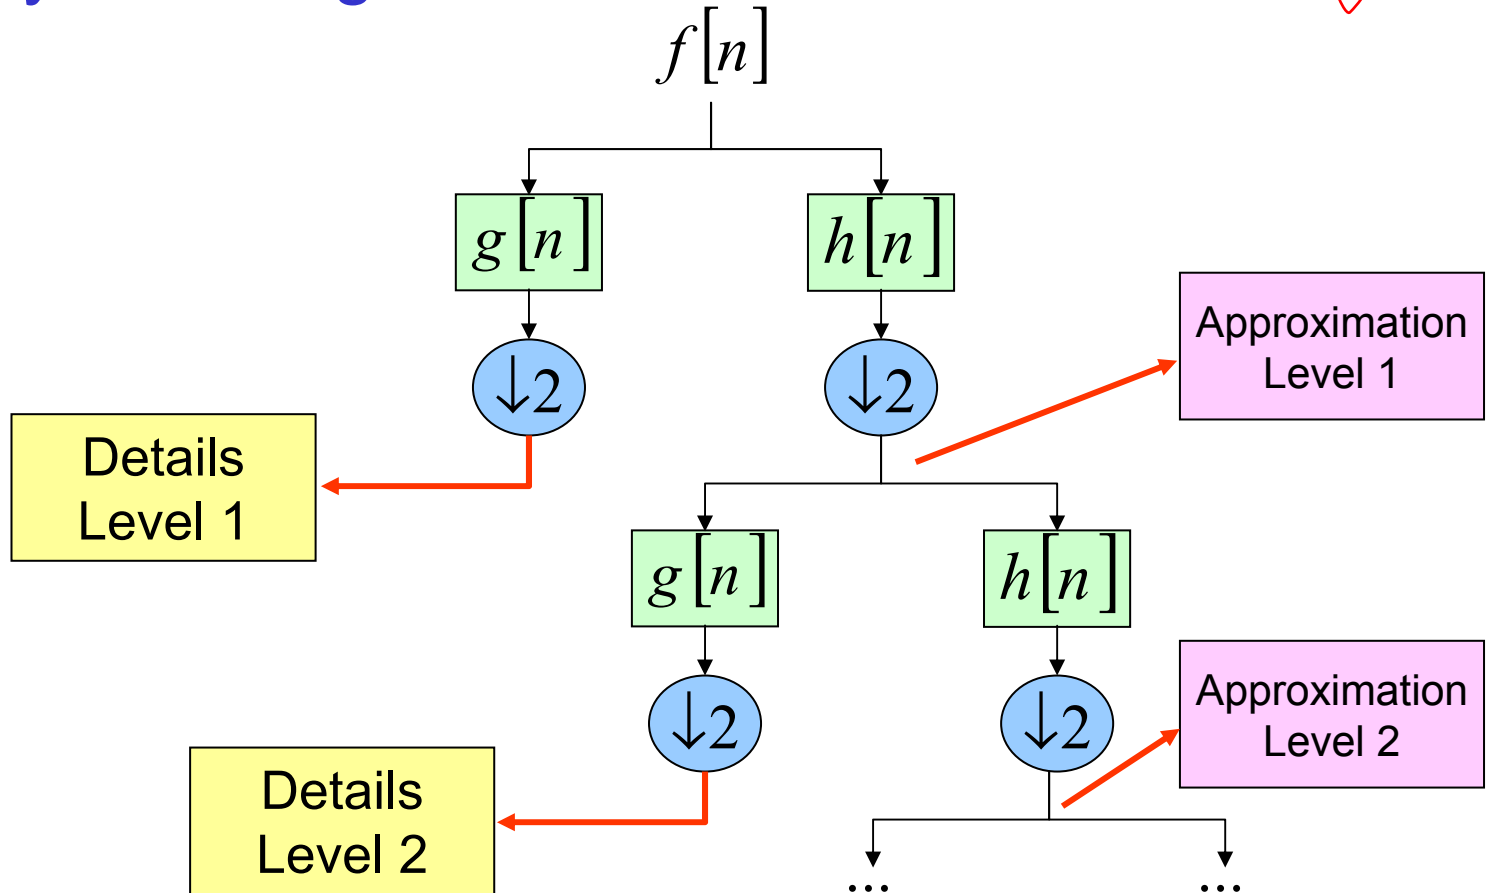 f[n]
g[n]
h[n]
Approximation
Level 1
↓2
↓2
Details
Level 1
g[n]
h[n]
Approximation
Level 2
↓2
↓2
Details
Level 2
...
...